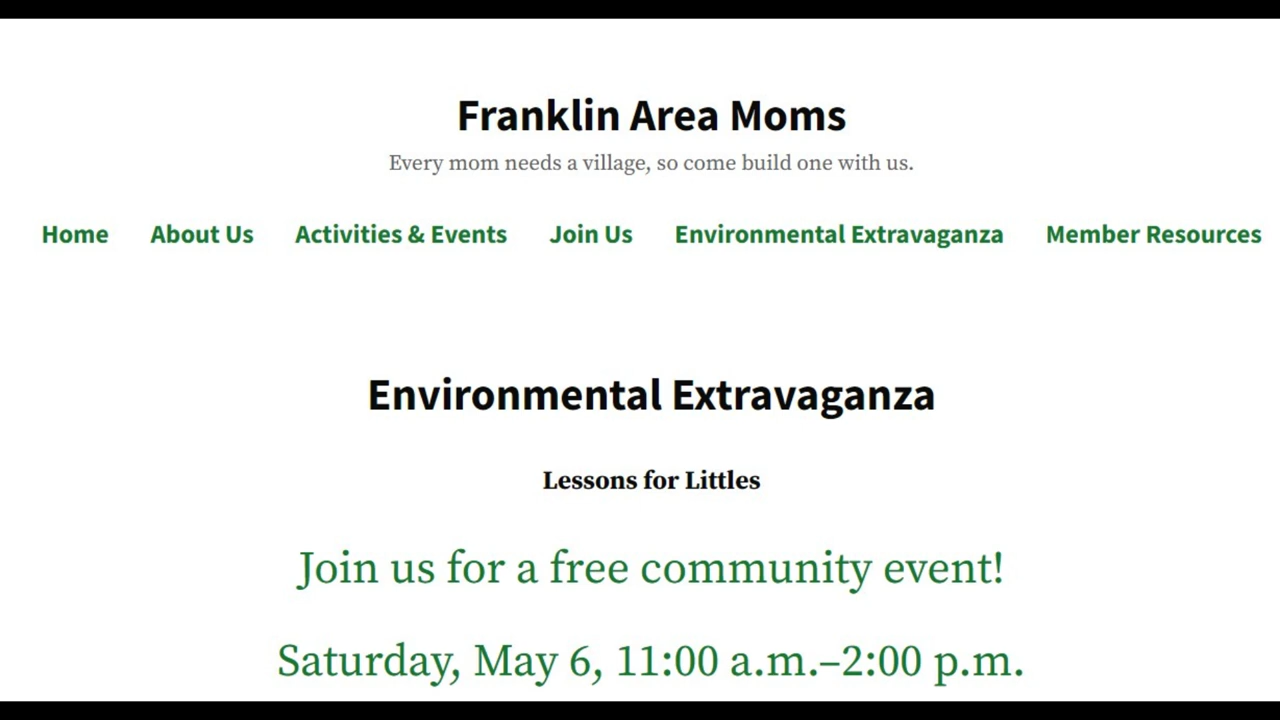 Franklin Area Moms
Every mom needs a village, so come build one with us.
Home About Us Activities & Events Join Us Environmental Extravaganza Member Resources
Environmental Extravaganza
Lessons for Littles
Join us for a free community event!
Saturday, May 6, 11:00 a.m.–2:00 p.m.